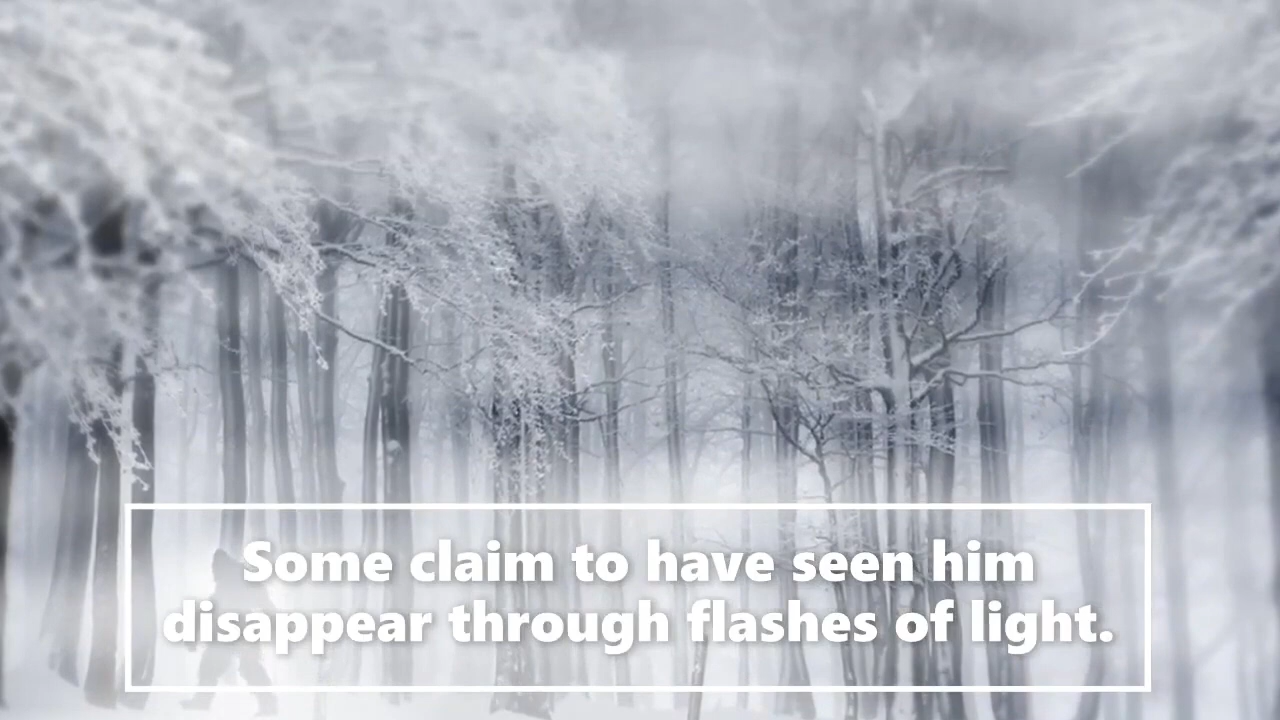 Some claim to have seen him
disappear through flashes of light.